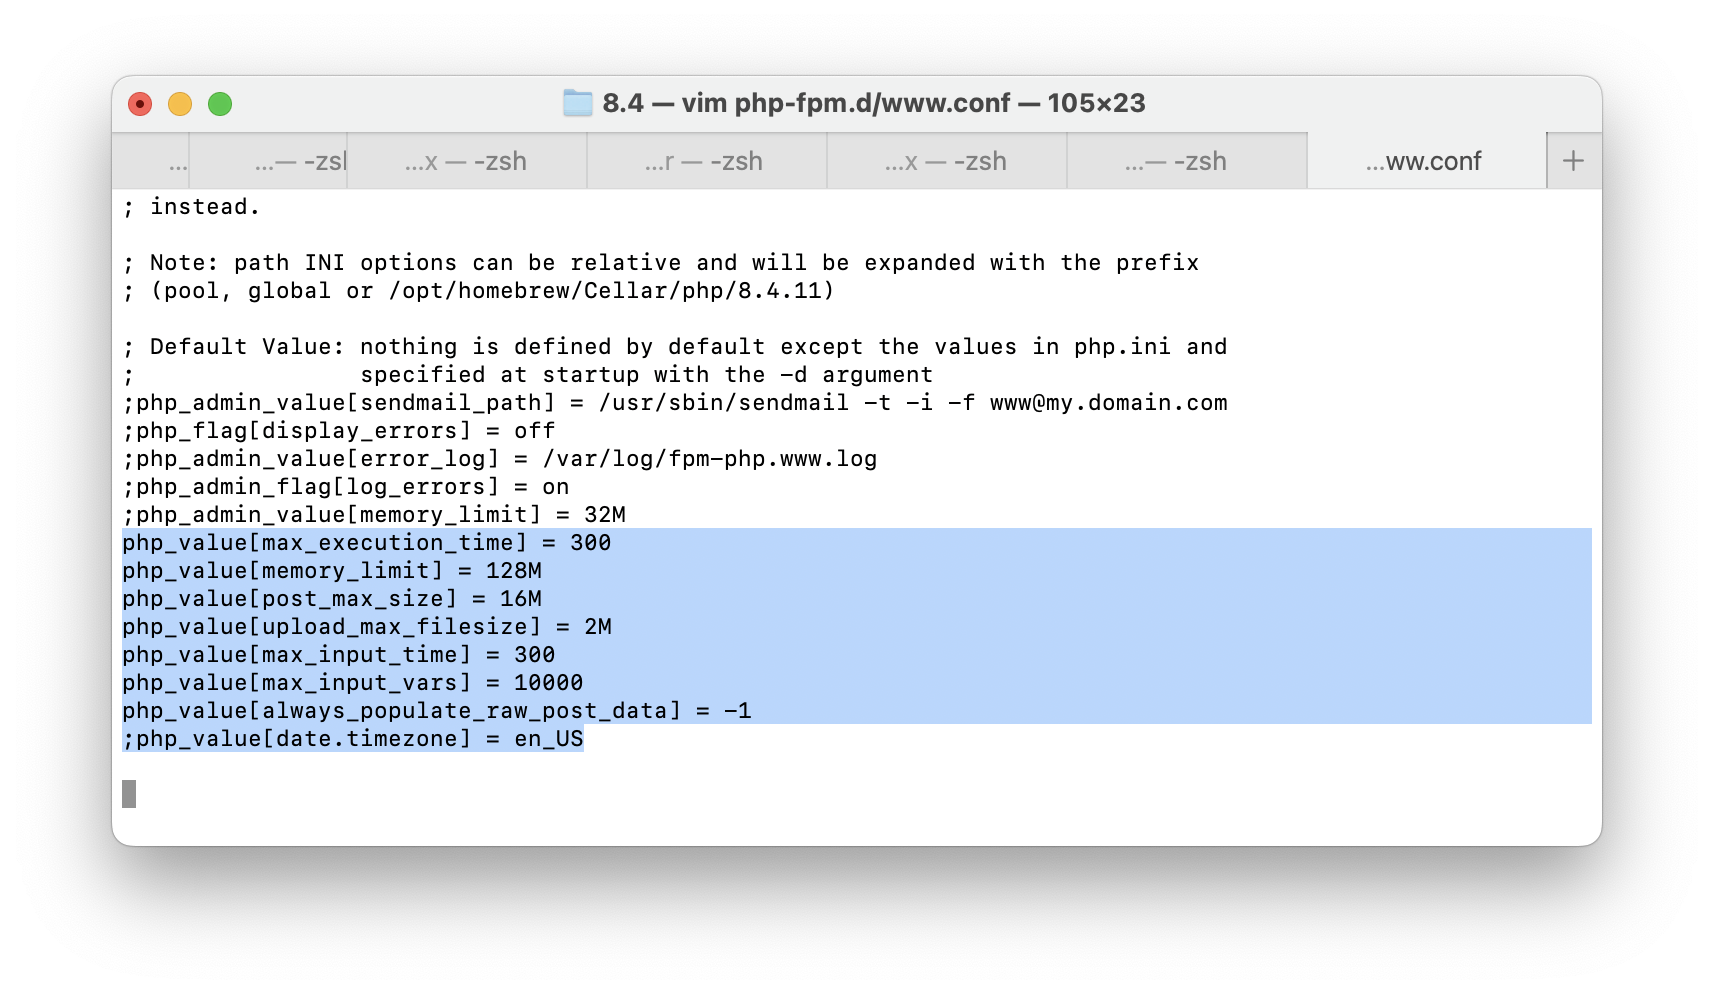 8.4 — vim php-fpm.d/www.conf — 105×23
... ...— -zsh ...x — -zsh ...r — -zsh ...x — -zsh ...— -zsh ...ww.conf +
; instead.
; Note: path INI options can be relative and will be expanded with the prefix
; (pool, global or /opt/homebrew/Cellar/php/8.4.11)
; Default Value: nothing is defined by default except the values in php.ini and
;                specified at startup with the -d argument
;php_admin_value[sendmail_path] = /usr/sbin/sendmail -t -i -f www@my.domain.com
;php_flag[display_errors] = off
;php_admin_value[error_log] = /var/log/fpm-php.www.log
;php_admin_flag[log_errors] = on
;php_admin_value[memory_limit] = 32M
php_value[max_execution_time] = 300
php_value[memory_limit] = 128M
php_value[post_max_size] = 16M
php_value[upload_max_filesize] = 2M
php_value[max_input_time] = 300
php_value[max_input_vars] = 10000
php_value[always_populate_raw_post_data] = -1
;php_value[date.timezone] = en_US